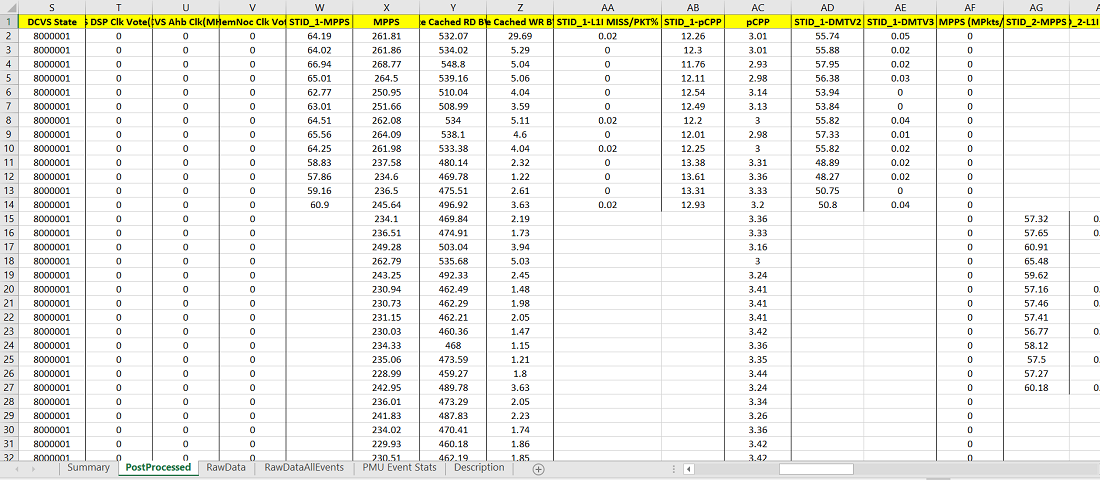 S T U V W X Y Z AA AB AC AD AE AF AG
1 DCVS State DSP Clk Vote( Ahb Clk( Clk Vo STID_1-MPPS MPPS Cached RD B Cached WR B STID_1-L1I MISS/PKT% STID_1-pCPP pCPP STID_1-DMTV2 STID_1-DMTV3 MPPS (MPkts/ STID_2-MPPS _2-L1I
2 8000001 0 0 0 0 64.19 261.81 532.07 29.69 0.02 12.26 3.01 55.74 0.05 0
3 8000001 0 0 0 64.02 261.86 534.02 5.29 0 12.3 3.01 55.88 0.02 0
4 8000001 0 0 0 66.94 268.77 548.8 5.04 0 11.76 2.93 57.95 0.02 0
5 8000001 0 0 0 65.01 264.5 539.16 5.06 0 12.11 2.98 56.38 0.03 0
6 8000001 0 0 0 62.77 250.95 510.04 4.04 0 12.54 3.14 53.94 0 0
7 8000001 0 0 0 63.01 251.66 508.99 3.59 0 12.49 3.13 53.84 0 0
8 8000001 0 0 0 64.51 262.08 534 5.11 0.02 12.2 3 55.82 0.04 0
9 8000001 0 0 0 65.56 264.09 538.1 4.6 0 12.01 2.98 57.33 0.01 0
10 8000001 0 0 0 64.25 261.98 533.38 4.04 0.02 12.25 3 55.82 0.02 0
11 8000001 0 0 0 58.83 237.58 480.14 2.32 0 13.38 3.31 48.89 0.02 0
12 8000001 0 0 0 57.86 234.6 469.78 1.22 0 13.61 3.36 48.27 0.02 0
13 8000001 0 0 0 59.16 236.5 475.51 2.61 0 13.31 3.33 50.75 0 0
14 8000001 0 0 0 60.9 245.64 496.92 3.63 0.02 12.93 3.2 50.8 0.04 0
15 8000001 0 0 0 234.1 469.84 2.19 3.36 0 57.32 0.
16 8000001 0 0 0 236.51 474.91 1.73 3.33 0 57.65 0.
17 8000001 0 0 0 249.28 503.04 3.94 3.16 0 60.91
18 8000001 0 0 0 262.79 535.68 5.03 3 0 65.48
19 8000001 0 0 0 243.25 492.33 2.45 3.24 0 59.62
20 8000001 0 0 0 230.94 462.49 1.48 3.41 0 57.16 0.
21 8000001 0 0 0 230.73 462.29 1.98 3.41 0 57.46 0.
22 8000001 0 0 0 231.15 462.21 2.05 3.41 0 57.41
23 8000001 0 0 0 230.03 460.36 1.47 3.42 0 56.77 0.
24 8000001 0 0 0 234.33 468 1.15 3.36 0 58.12
25 8000001 0 0 0 235.06 473.59 1.21 3.35 0 57.5 0.
26 8000001 0 0 0 228.99 459.27 1.8 3.44 0 57.27
27 8000001 0 0 0 242.95 489.78 3.63 3.24 0 60.18 0.
28 8000001 0 0 0 236.01 473.29 2.05 3.34 0
29 8000001 0 0 0 241.83 487.83 2.23 3.26 0
30 8000001 0 0 0 234.02 470.41 1.74 3.36 0
31 8000001 0 0 0 229.93 460.18 1.86 3.42 0
32 8000001 0 0 0 230.51 462.19 1.85 3.42 0
Summary PostProcessed RawData RawDataAllEvents PMU Event Stats Description